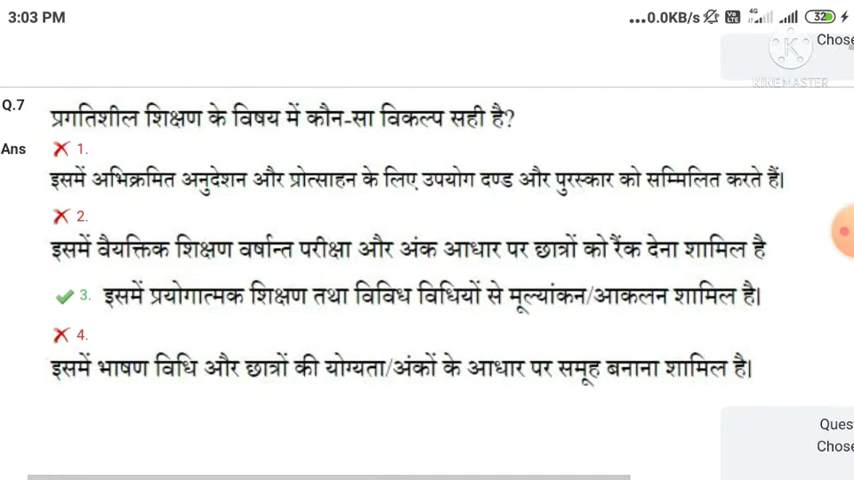 3:03 PM
...0.0KB/s 4G 32
Chose
KINEMASTER
Q.7 प्रगतिशील शिक्षण के विषय में कौन-सा विकल्प सही है?
Ans 1.
इसमें अभिक्रमित अनुदेशन और प्रोत्साहन के लिए उपयोग दण्ड और पुरस्कार को सम्मिलित करते हैं।
2.
इसमें वैयक्तिक शिक्षण वर्षान्त परीक्षा और अंक आधार पर छात्रों को रैंक देना शामिल है
3. इसमें प्रयोगात्मक शिक्षण तथा विविध विधियों से मूल्यांकन/आकलन शामिल है।
4.
इसमें भाषण विधि और छात्रों की योग्यता/अंकों के आधार पर समूह बनाना शामिल है।
Ques
Chose